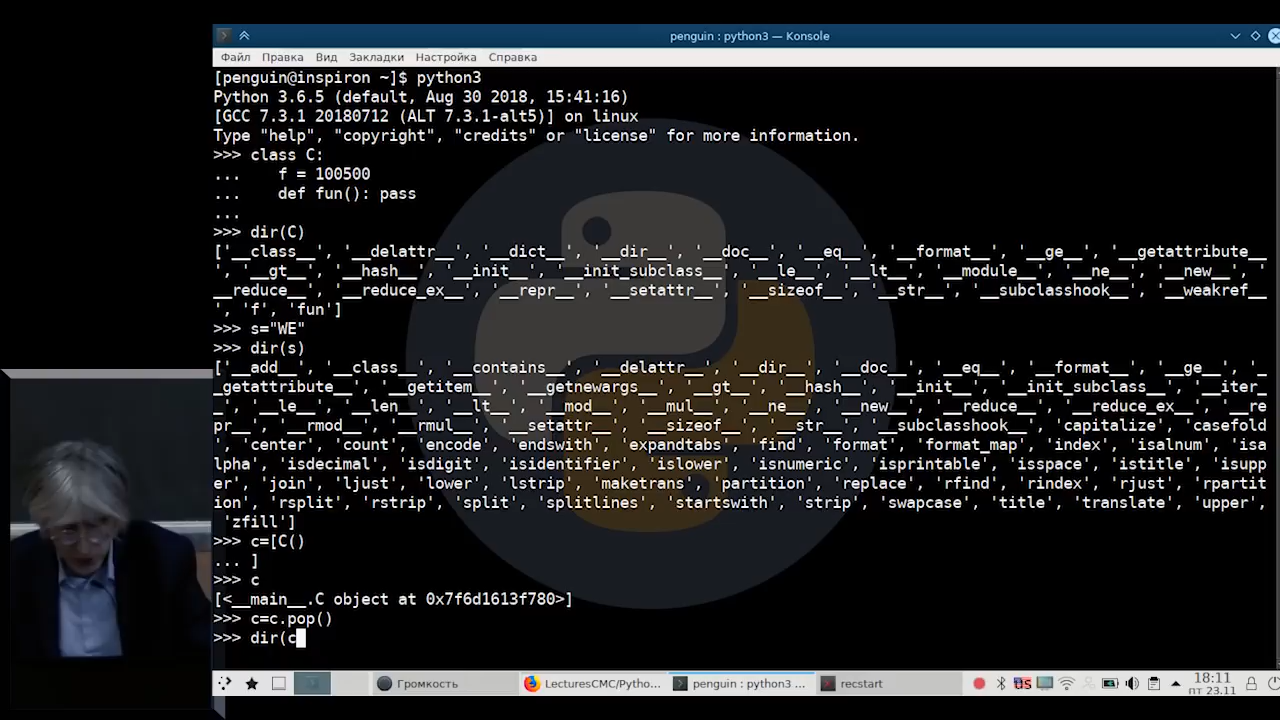 penguin : python3 — Konsole
Файл Правка Вид Закладки Настройка Справка
[penguin@inspiron ~]$ python3
Python 3.6.5 (default, Aug 30 2018, 15:41:16)
[GCC 7.3.1 20180712 (ALT 7.3.1-alt5)] on linux
Type "help", "copyright", "credits" or "license" for more information.
>>> class C:
...     f = 100500
...     def fun(): pass
...
>>> dir(C)
['__class__', '__delattr__', '__dict__', '__dir__', '__doc__', '__eq__', '__format__', '__ge__', '__getattribute__
', '__gt__', '__hash__', '__init__', '__init_subclass__', '__le__', '__lt__', '__module__', '__ne__', '__new__', '
__reduce__', '__reduce_ex__', '__repr__', '__setattr__', '__sizeof__', '__str__', '__subclasshook__', '__weakref__
', 'f', 'fun']
>>> s="WE"
>>> dir(s)
['__add__', '__class__', '__contains__', '__delattr__', '__dir__', '__doc__', '__eq__', '__format__', '__ge__', '_
_getattribute__', '__getitem__', '__getnewargs__', '__gt__', '__hash__', '__init__', '__init_subclass__', '__iter_
_', '__le__', '__len__', '__lt__', '__mod__', '__mul__', '__ne__', '__new__', '__reduce__', '__reduce_ex__', '__re
pr__', '__rmod__', '__rmul__', '__setattr__', '__sizeof__', '__str__', '__subclasshook__', 'capitalize', 'casefold
', 'center', 'count', 'encode', 'endswith', 'expandtabs', 'find', 'format', 'format_map', 'index', 'isalnum', 'isa
lpha', 'isdecimal', 'isdigit', 'isidentifier', 'islower', 'isnumeric', 'isprintable', 'isspace', 'istitle', 'isupp
er', 'join', 'ljust', 'lower', 'lstrip', 'maketrans', 'partition', 'replace', 'rfind', 'rindex', 'rjust', 'rpartit
ion', 'rsplit', 'rstrip', 'split', 'splitlines', 'startswith', 'strip', 'swapcase', 'title', 'translate', 'upper',
 'zfill']
>>> c=[C()
... ]
>>> c
[<__main__.C object at 0x7f6d1613f780>]
>>> c=c.pop()
>>> dir(c
Громкость LecturesCMC/Pytho... penguin : python3 ... recstart us 18:11
пт 23.11